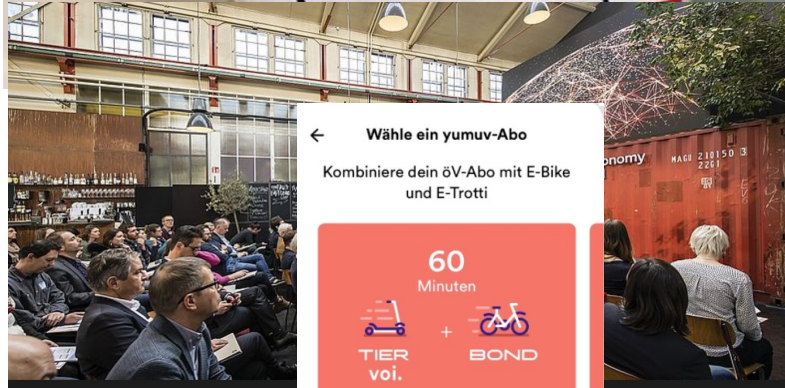 Wähle ein yumuv-Abo
Kombiniere dein öV-Abo mit E-Bike
und E-Trotti
60
Minuten
TIER
+
BOND
voi.
onomy
MAGU 210150 3
22G1